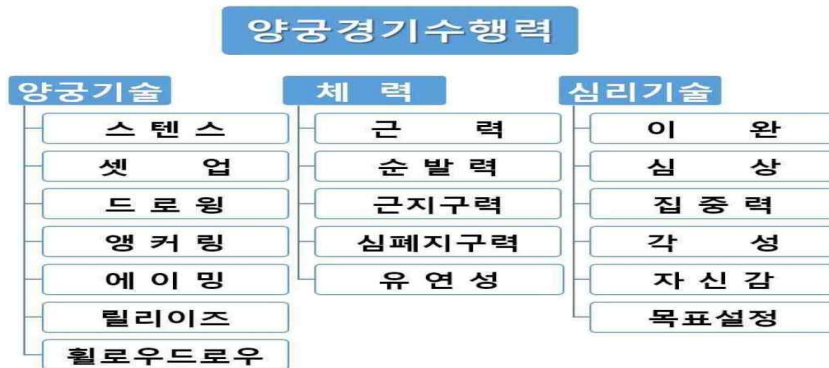 양궁경기수행력
양궁기술
스 텐 스
셋 업
드 로 윙
앵 커 링
에 이 밍
릴리이즈
휠로우드로우
체 력
근 력
순 발 력
근지구력
심폐지구력
유 연 성
심리기술
이 완
심 상
집 중 력
각 성
자 신 감
목표설정